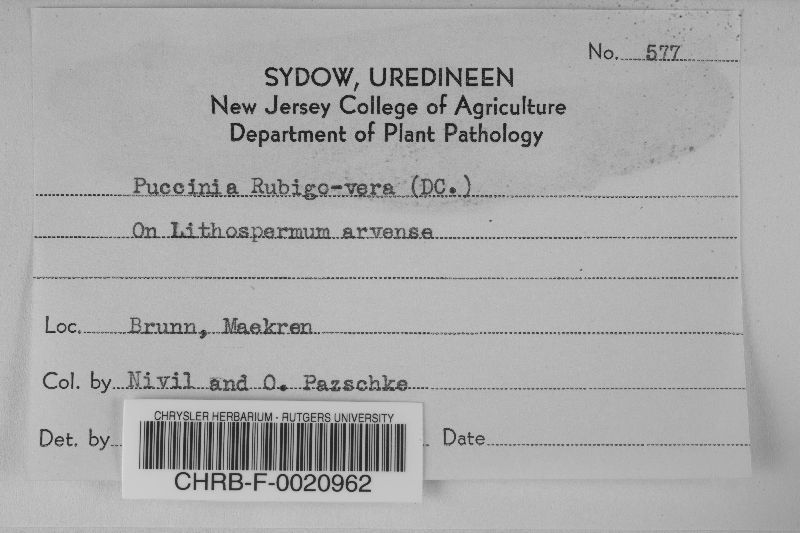 No. 577
SYDOW, UREDINEEN
New Jersey College of Agriculture
Department of Plant Pathology
Puccinia Rubigo-vera (DC.)
On Lithospermum arvense
Loc. Brunn, Maekren
Col. by Nivil and O. Pazschke
Det. by
Date
CHRYSLER HERBARIUM - RUTGERS UNIVERSITY
CHRB-F-0020962